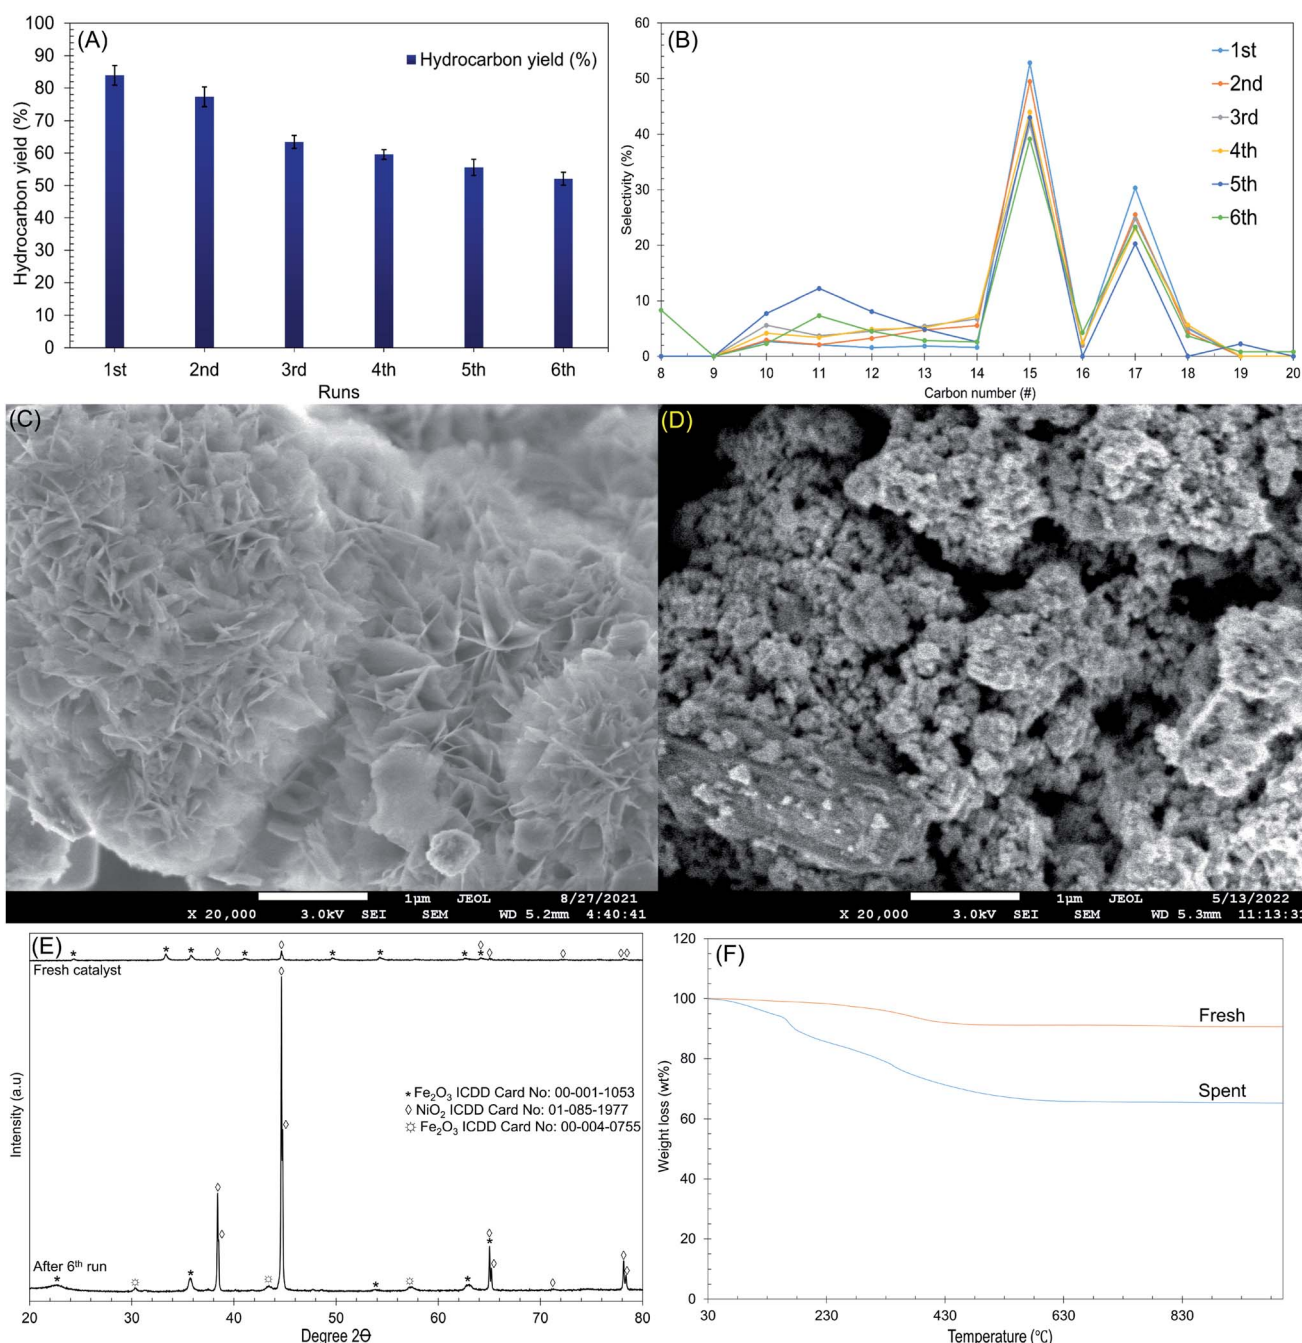 (A)
Hydrocarbon yield (%)
Hydrocarbon yield (%)
100
90
80
70
60
50
40
30
20
10
0
1st 2nd 3rd 4th 5th 6th
Runs
(B)
Selectivity (%)
60
50
40
30
20
10
0
1st
2nd
3rd
4th
5th
6th
8 9 10 11 12 13 14 15 16 17 18 19 20
Carbon number (#)
(C)
1µm JEOL 8/27/2021
X 20,000 3.0kV SEI SEM WD 5.2mm 4:40:41
(D)
1µm JEOL 5/13/2022
X 20,000 3.0kV SEI SEM WD 5.3mm 11:13:31
(E)
Fresh catalyst
Intensity (a.u)
* Fe₂O₃ ICDD Card No: 00-001-1053
◊ NiO₂ ICDD Card No: 01-085-1977
☼ Fe₂O₃ ICDD Card No: 00-004-0755
After 6th run
20 30 40 50 60 70 80
Degree 2Ɵ
(F)
Weight loss (wt%)
120
100
80
60
40
20
0
Fresh
Spent
30 230 430 630 830
Temperature (℃)